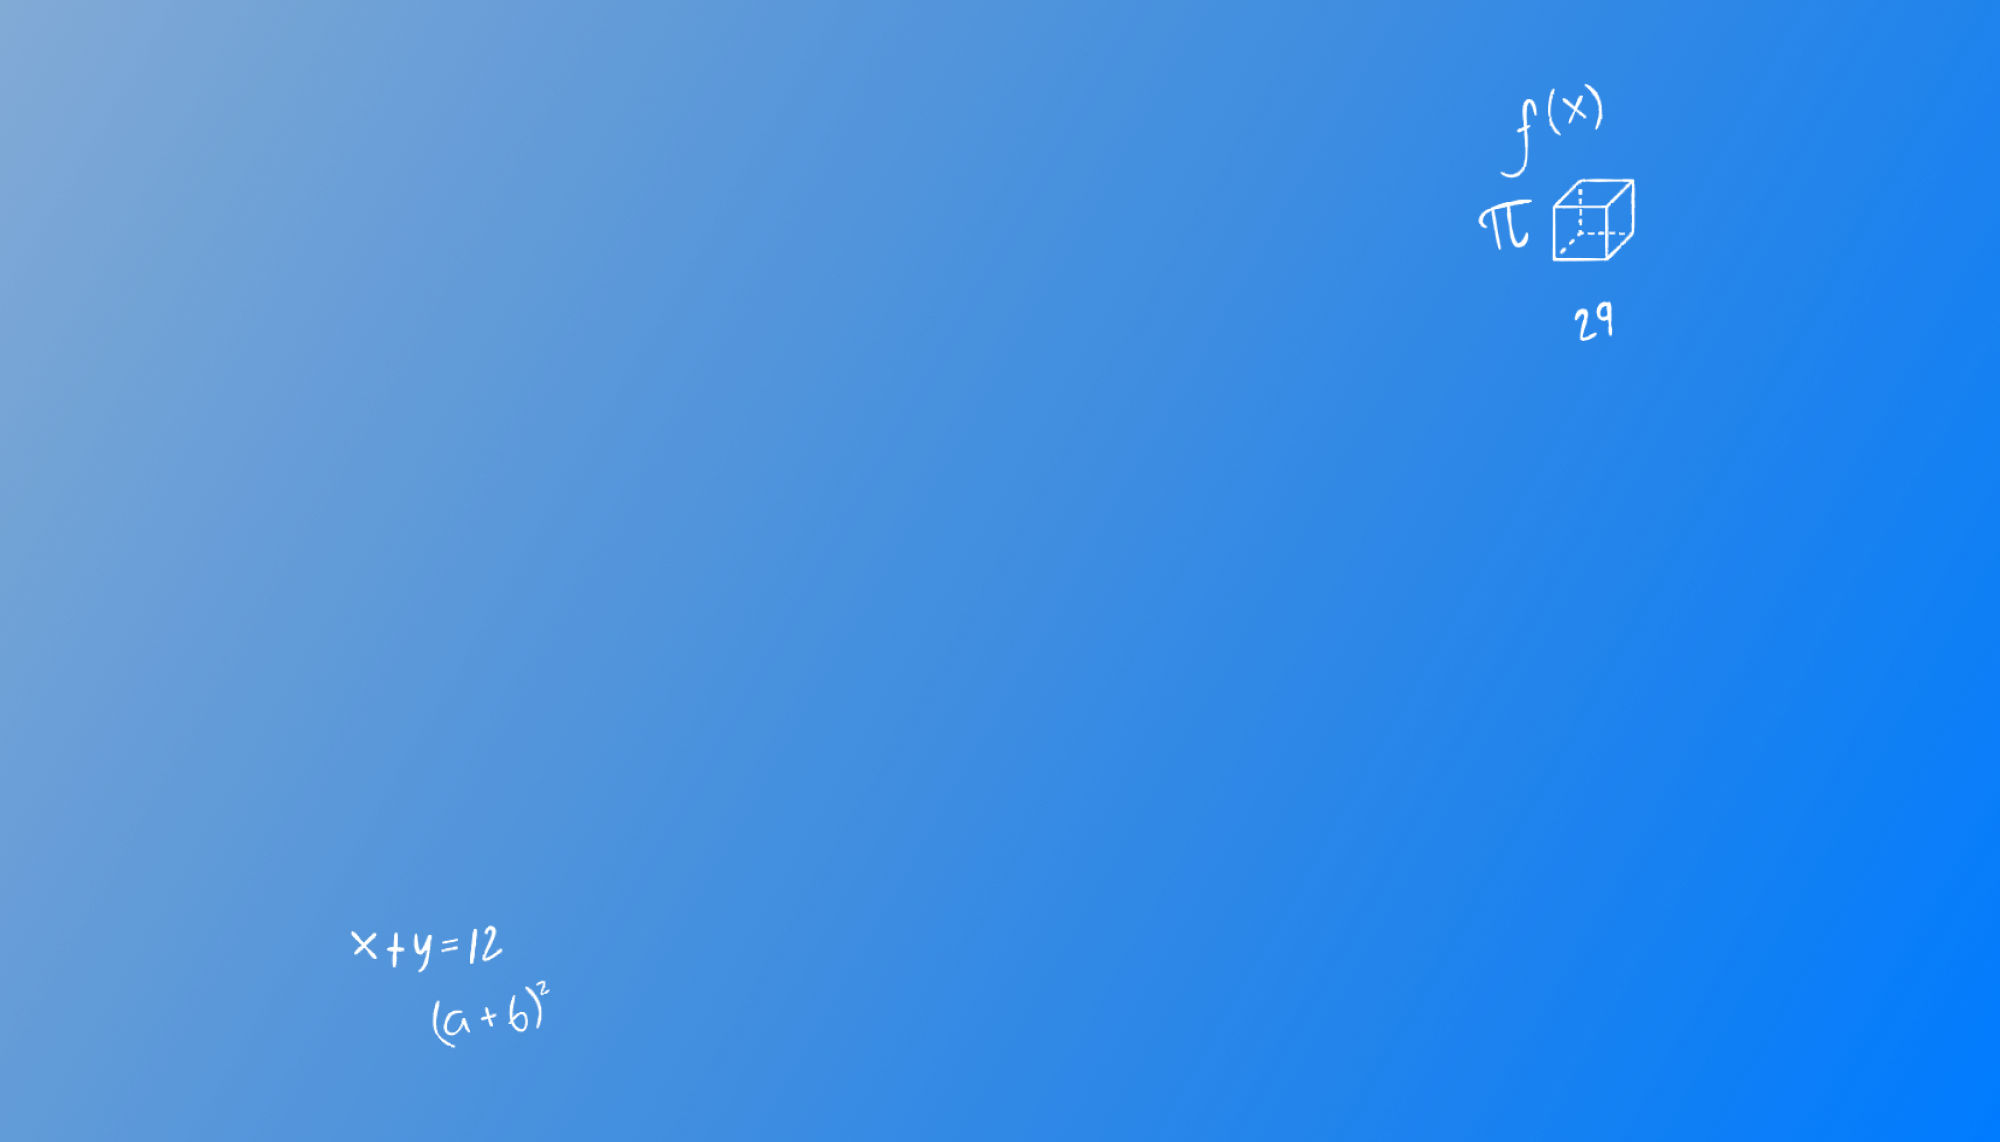 f(x)
π
29
x+y=12
(a+b)²